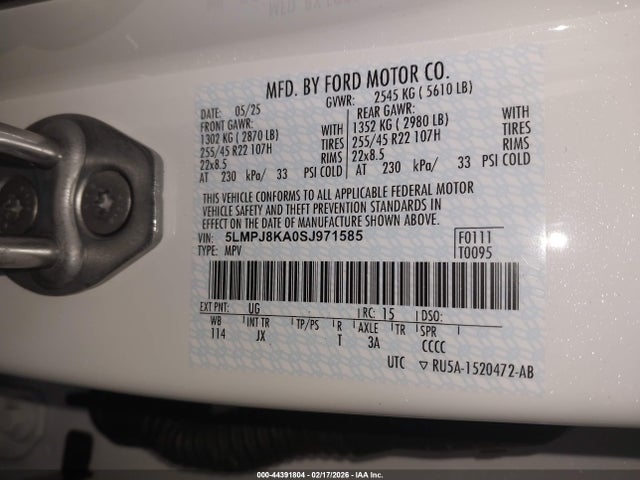 MFD. BY FORD MOTOR CO.
DATE: 05/25 GVWR: 2545 KG ( 5610 LB)
FRONT GAWR: REAR GAWR:
1302 KG ( 2870 LB) WITH 1352 KG ( 2980 LB) WITH
255/45 R22 107H TIRES 255/45 R22 107H TIRES
22x8.5 RIMS 22x8.5 RIMS
AT 230 kPa/ 33 PSI COLD AT 230 kPa/ 33 PSI COLD
THIS VEHICLE CONFORMS TO ALL APPLICABLE FEDERAL MOTOR
VEHICLE SAFETY AND THEFT PREVENTION STANDARDS IN
EFFECT ON THE DATE OF MANUFACTURE SHOWN ABOVE.
VIN: 5LMPJ8KA0SJ971585 F0111
TYPE: MPV T0095
EXT PNT: UG RC: 15 DSO:
WB INT TR TP/PS R AXLE TR SPR
114 JX T 3A CCCC
UTC ▽ RU5A-1520472-AB
000-44391804 - 02/17/2026 - IAA Inc.